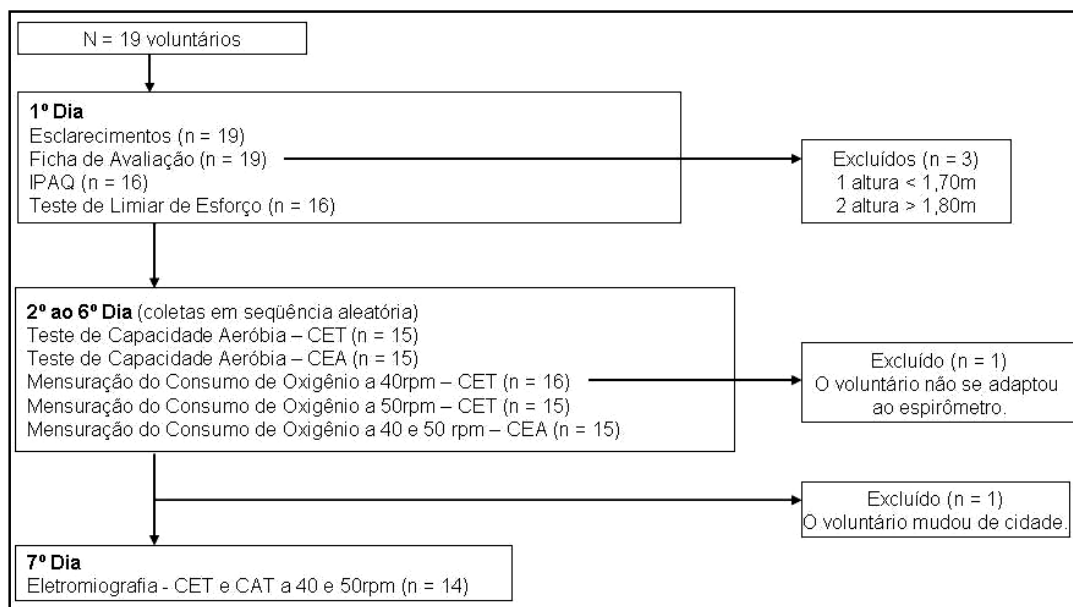 N = 19 voluntários
1º Dia
Esclarecimentos (n = 19)
Ficha de Avaliação (n = 19)
IPAQ (n = 16)
Teste de Limiar de Esforço (n = 16)
Excluídos (n = 3)
1 altura < 1,70m
2 altura > 1,80m
2º ao 6º Dia (coletas em seqüência aleatória)
Teste de Capacidade Aeróbia – CET (n = 15)
Teste de Capacidade Aeróbia – CEA (n = 15)
Mensuração do Consumo de Oxigênio a 40rpm – CET (n = 16)
Mensuração do Consumo de Oxigênio a 50rpm – CET (n = 15)
Mensuração do Consumo de Oxigênio a 40 e 50 rpm – CEA (n = 15)
Excluído (n = 1)
O voluntário não se adaptou
ao espirômetro.
Excluído (n = 1)
O voluntário mudou de cidade.
7º Dia
Eletromiografia - CET e CAT a 40 e 50rpm (n = 14)